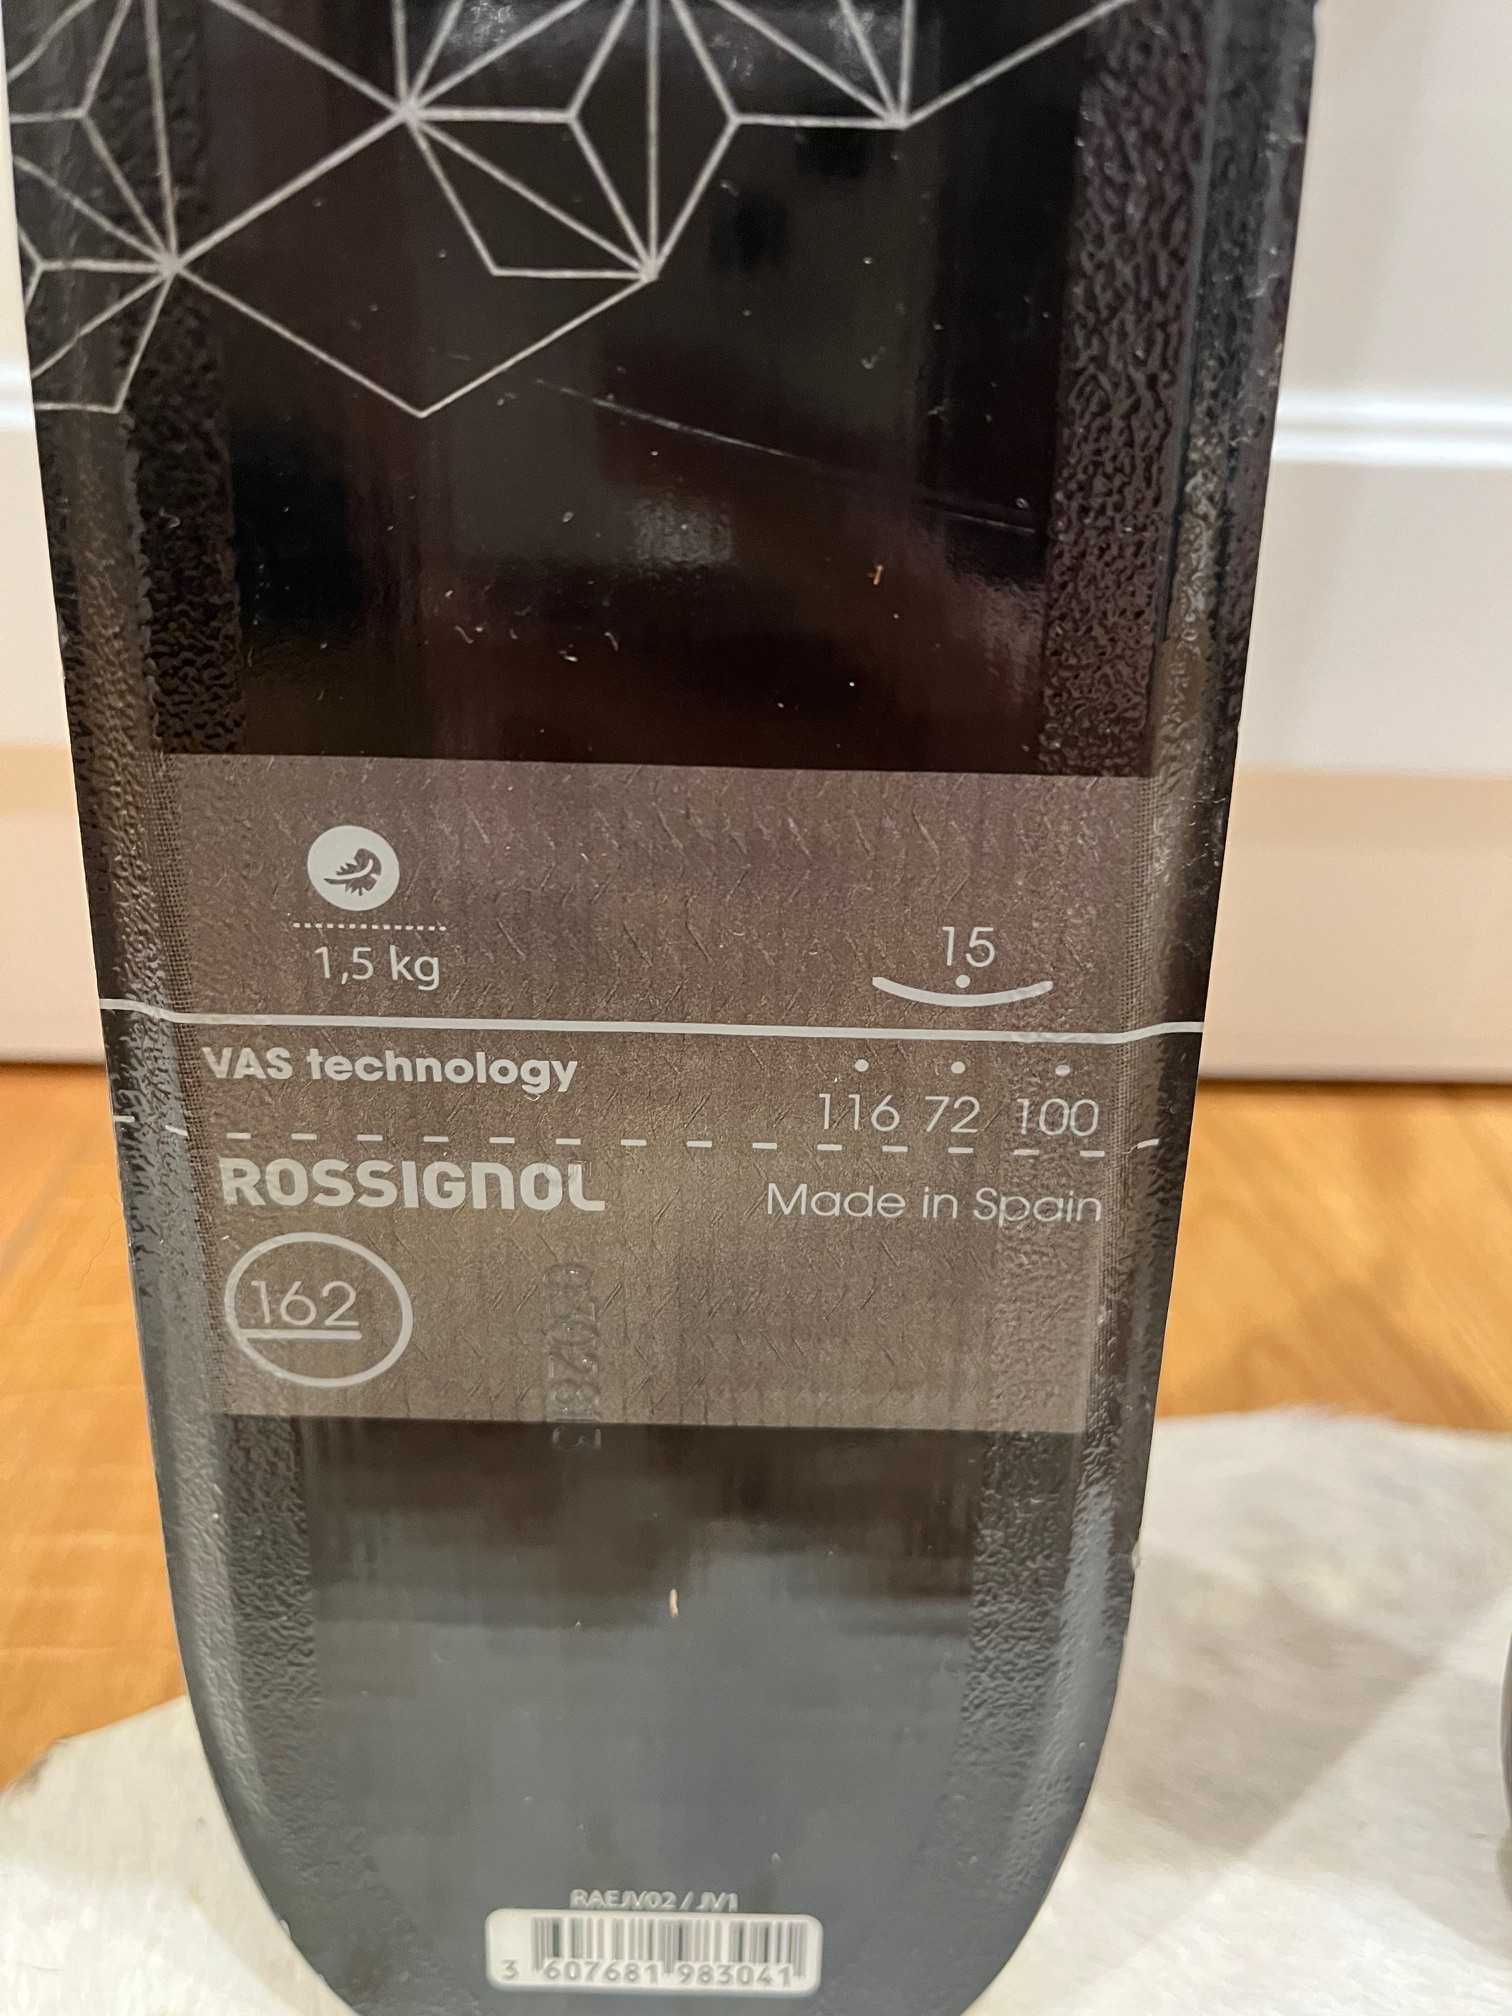 1,5 kg
15
VAS technology
116 72 100
ROSSIGNOL
Made in Spain
162
RAEJV02 / JV1
3 607681 983041